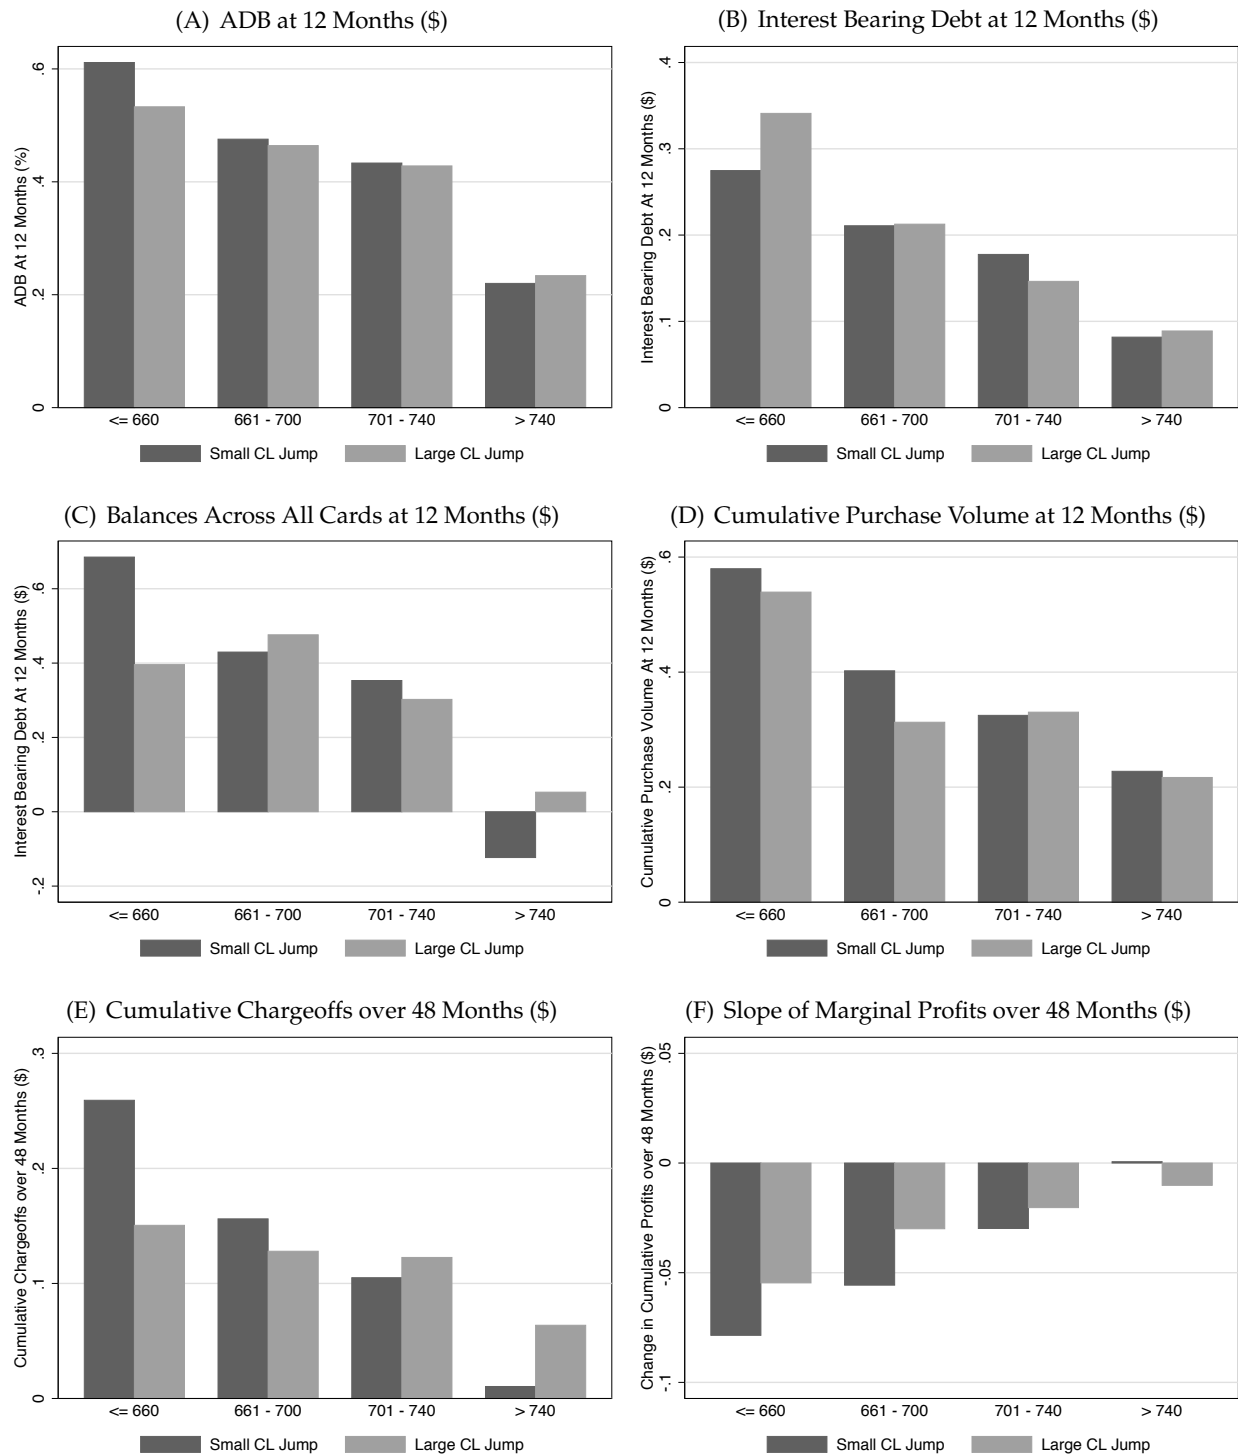 (A) ADB at 12 Months ($)
ADB At 12 Months (%)
.6
.4
.2
0
<= 660 661 - 700 701 - 740 > 740
Small CL Jump Large CL Jump
(B) Interest Bearing Debt at 12 Months ($)
Interest Bearing Debt At 12 Months ($)
.4
.3
.2
.1
0
<= 660 661 - 700 701 - 740 > 740
Small CL Jump Large CL Jump
(C) Balances Across All Cards at 12 Months ($)
Interest Bearing Debt At 12 Months ($)
.6
.4
.2
0
-.2
<= 660 661 - 700 701 - 740 > 740
Small CL Jump Large CL Jump
(D) Cumulative Purchase Volume at 12 Months ($)
Cumulative Purchase Volume At 12 Months ($)
.6
.4
.2
0
<= 660 661 - 700 701 - 740 > 740
Small CL Jump Large CL Jump
(E) Cumulative Chargeoffs over 48 Months ($)
Cumulative Chargeoffs over 48 Months ($)
.3
.2
.1
0
<= 660 661 - 700 701 - 740 > 740
Small CL Jump Large CL Jump
(F) Slope of Marginal Profits over 48 Months ($)
Change in Cumulative Profits over 48 Months ($)
.05
0
-.05
-.1
<= 660 661 - 700 701 - 740 > 740
Small CL Jump Large CL Jump